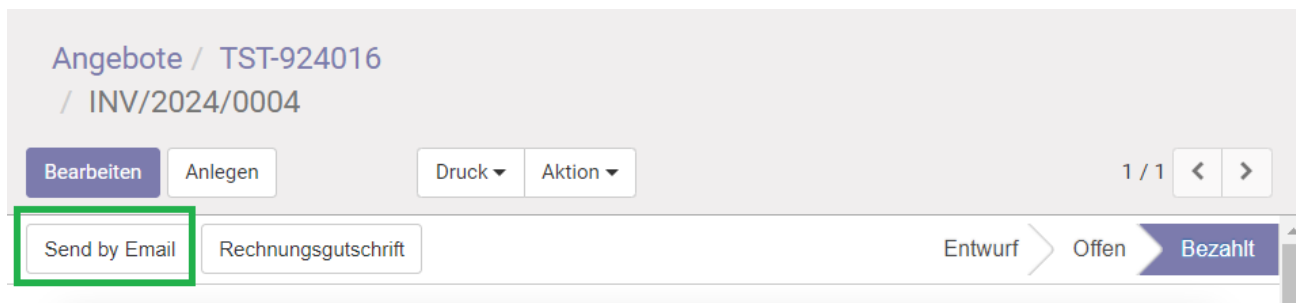 Angebote / TST-924016
/ INV/2024/0004
Bearbeiten Anlegen Druck Aktion 1 / 1
Send by Email Rechnungsgutschrift Entwurf Offen Bezahlt